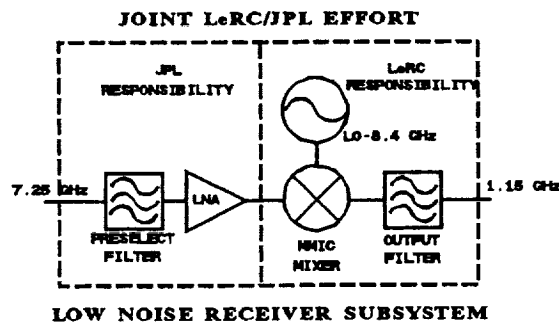 JOINT LeRC/JPL EFFORT
JPL
RESPONSIBILITY
LeRC
RESPONSIBILITY
LO-8.4 GHz
7.25 GHz
LNA
1.15 GHz
PRESELECT
FILTER
MMIC
MIXER
OUTPUT
FILTER
LOW NOISE RECEIVER SUBSYSTEM